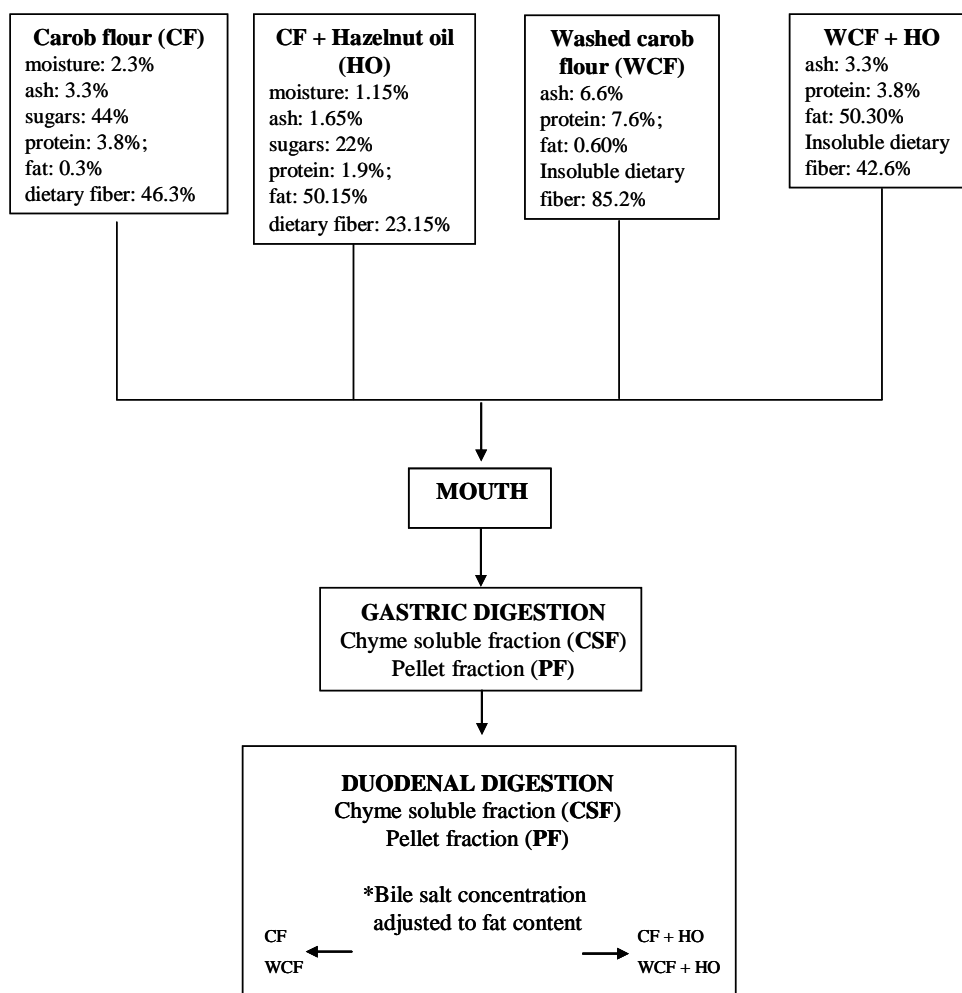 Carob flour (CF)
moisture: 2.3%
ash: 3.3%
sugars: 44%
protein: 3.8%;
fat: 0.3%
dietary fiber: 46.3%
CF + Hazelnut oil
(HO)
moisture: 1.15%
ash: 1.65%
sugars: 22%
protein: 1.9%;
fat: 50.15%
dietary fiber: 23.15%
Washed carob
flour (WCF)
ash: 6.6%
protein: 7.6%;
fat: 0.60%
Insoluble dietary
fiber: 85.2%
WCF + HO
ash: 3.3%
protein: 3.8%
fat: 50.30%
Insoluble dietary
fiber: 42.6%
MOUTH
GASTRIC DIGESTION
Chyme soluble fraction (CSF)
Pellet fraction (PF)
DUODENAL DIGESTION
Chyme soluble fraction (CSF)
Pellet fraction (PF)
*Bile salt concentration
adjusted to fat content
CF
WCF
CF + HO
WCF + HO